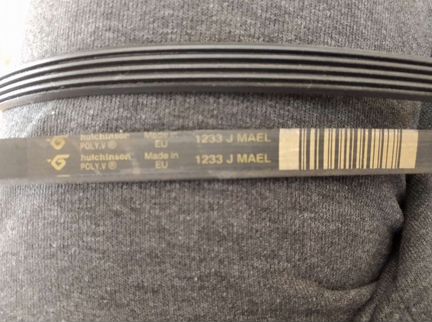 hutchinson Made in 1233 J MAEL
POLY.V® EU
hutchinson Made in 1233 J MAEL
POLY.V® EU